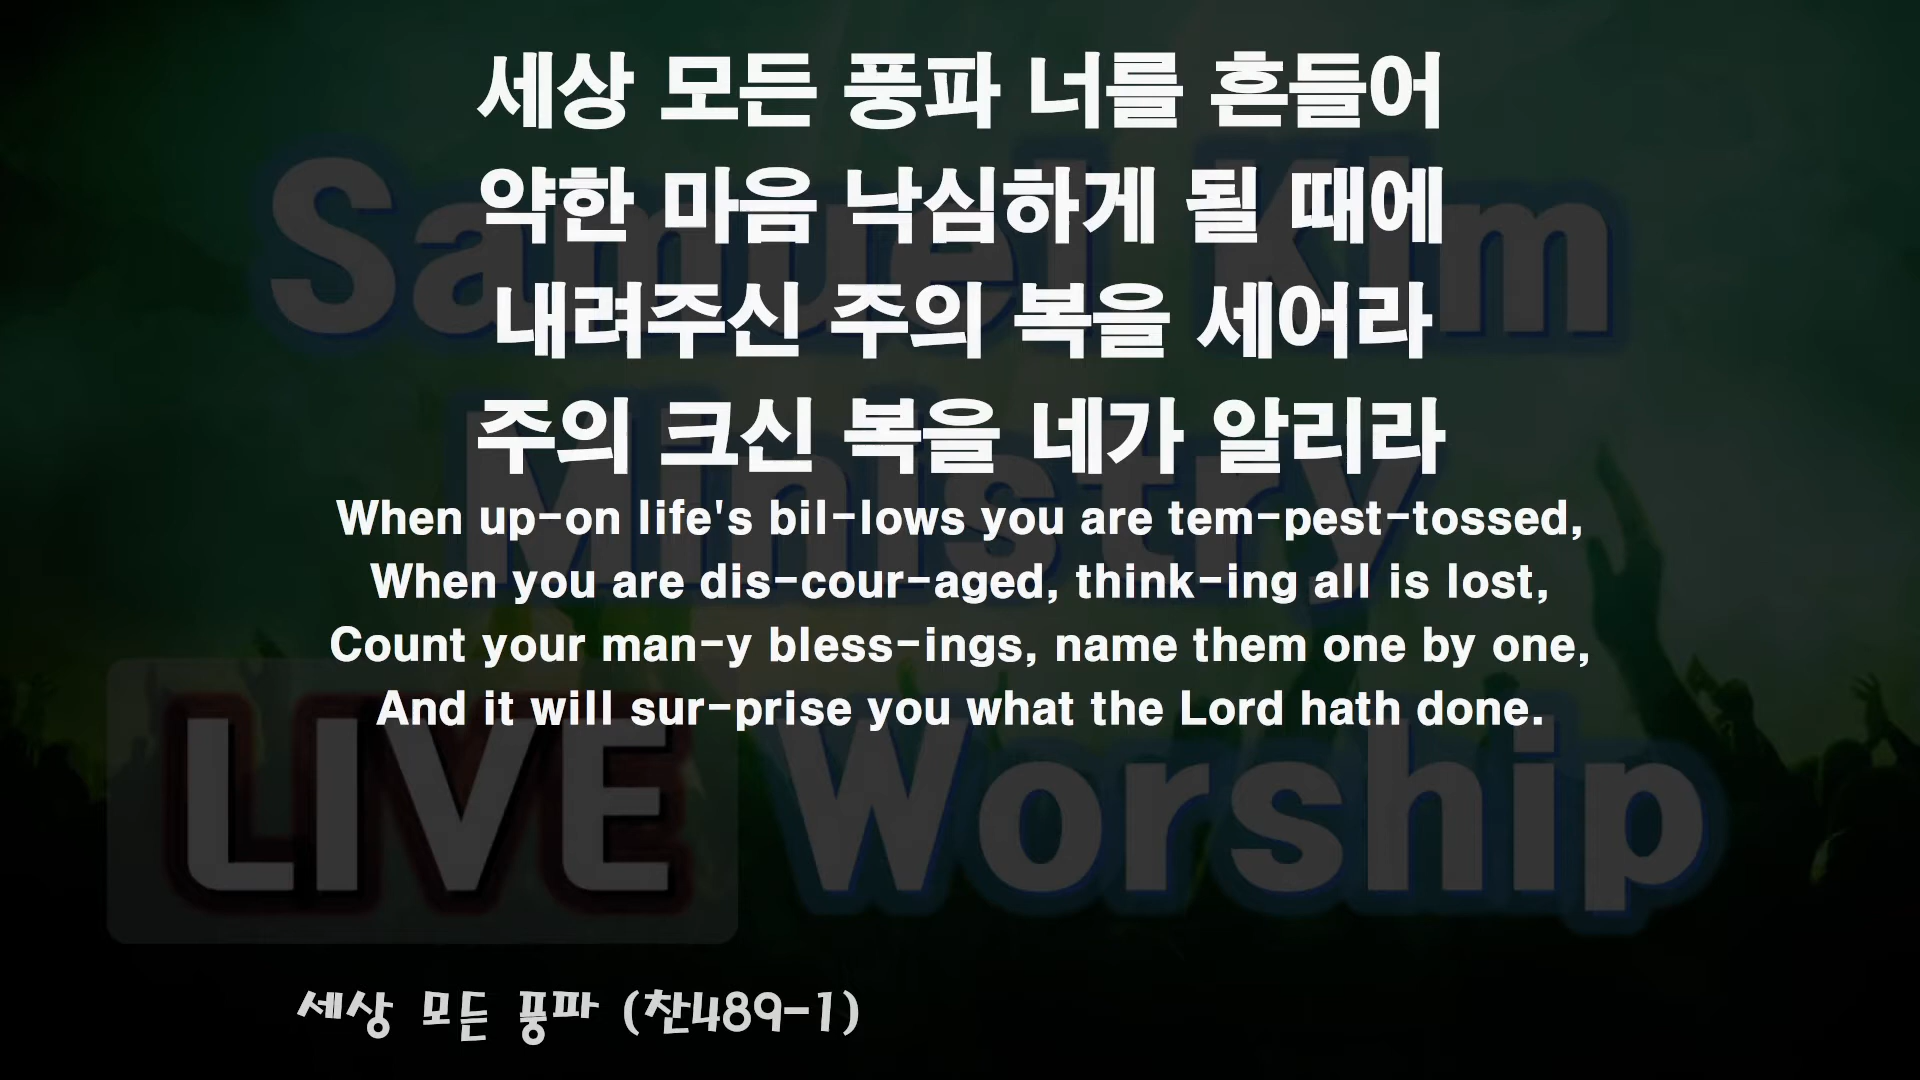 세상 모든 풍파 너를 흔들어
약한 마음 낙심하게 될 때에
내려주신 주의 복을 세어라
주의 크신 복을 네가 알리라
When up-on life's bil-lows you are tem-pest-tossed,
When you are dis-cour-aged, think-ing all is lost,
Count your man-y bless-ings, name them one by one,
And it will sur-prise you what the Lord hath done.
Samuel KIm
Ministry
LIVE Worship
세상 모든 풍파 (찬489-1)